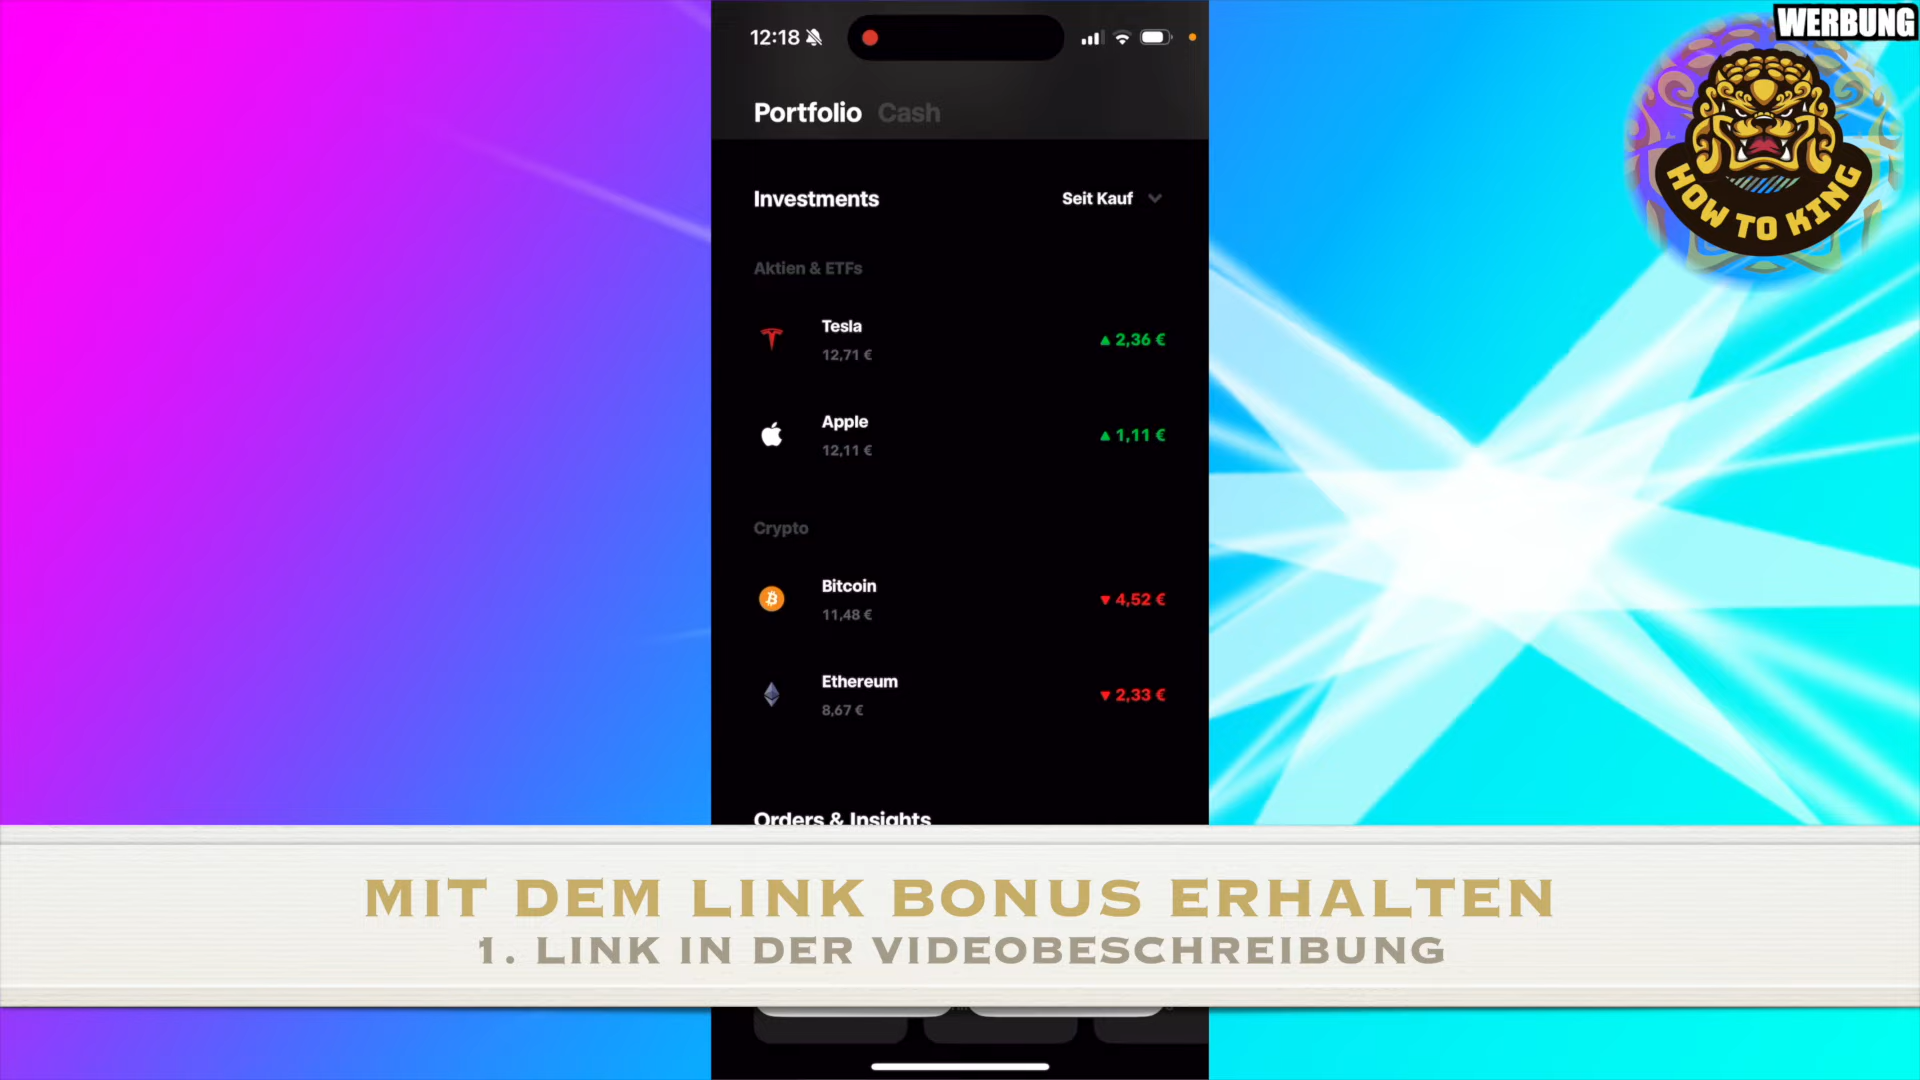 WERBUNG
HOW TO KING
12:18
Portfolio Cash
Investments Seit Kauf
Aktien & ETFs
Tesla
12,71 €
▲ 2,36 €
Apple
12,11 €
▲ 1,11 €
Crypto
Bitcoin
11,48 €
▼ 4,52 €
Ethereum
8,67 €
▼ 2,33 €
Orders & Insights
MIT DEM LINK BONUS ERHALTEN
1. LINK IN DER VIDEOBESCHREIBUNG